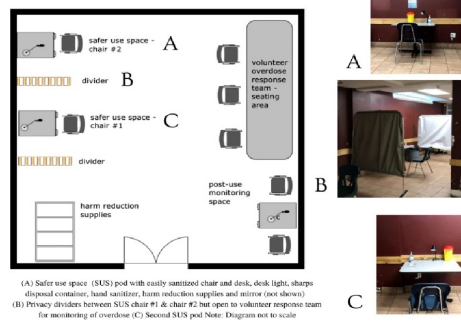 safer use space -
chair #2
A
divider
B
safer use space -
chair #1
C
divider
volunteer
overdose
response
team -
seating
area
post-use
monitoring
space
harm reduction
supplies
A
B
C
(A) Safer use space (SUS) pod with easily sanitized chair and desk, desk light, sharps
disposal container, hand sanitizer, harm reduction supplies and mirror (not shown)
(B) Privacy dividers between SUS chair #1 & chair #2 but open to volunteer response team
for monitoring of overdose (C) Second SUS pod Note: Diagram not to scale